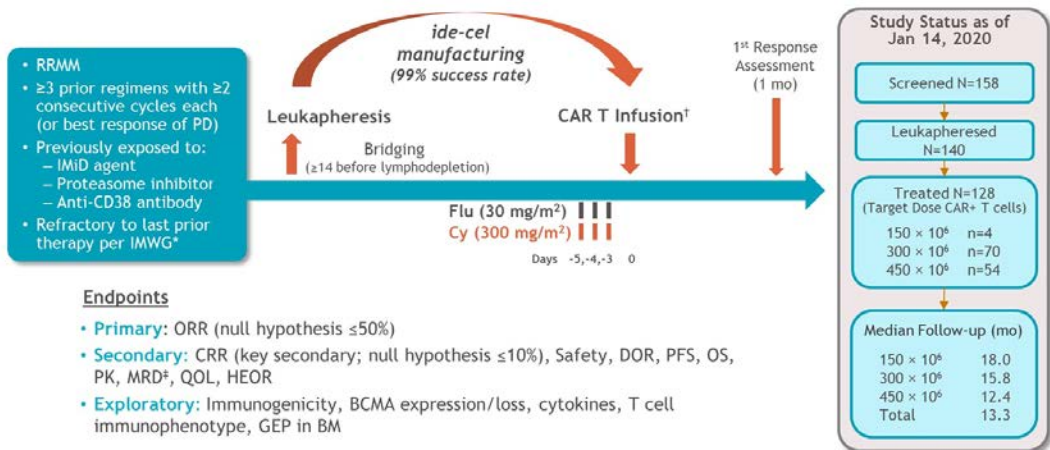 • RRMM
• ≥3 prior regimens with ≥2
consecutive cycles each
(or best response of PD)
• Previously exposed to:
– IMiD agent
– Proteasome inhibitor
– Anti-CD38 antibody
• Refractory to last prior
therapy per IMWG*
ide-cel
manufacturing
(99% success rate)
Leukapheresis
CAR T Infusion†
1st Response
Assessment
(1 mo)
Bridging
(≥14 before lymphodepletion)
Flu (30 mg/m²)
Cy (300 mg/m²)
Days -5,-4,-3 0
Endpoints
• Primary: ORR (null hypothesis ≤50%)
• Secondary: CRR (key secondary; null hypothesis ≤10%), Safety, DOR, PFS, OS,
PK, MRD‡, QOL, HEOR
• Exploratory: Immunogenicity, BCMA expression/loss, cytokines, T cell
immunophenotype, GEP in BM
Study Status as of
Jan 14, 2020
Screened N=158
Leukapheresed
N=140
Treated N=128
(Target Dose CAR+ T cells)
150 × 10⁶ n=4
300 × 10⁶ n=70
450 × 10⁶ n=54
Median Follow-up (mo)
150 × 10⁶ 18.0
300 × 10⁶ 15.8
450 × 10⁶ 12.4
Total 13.3